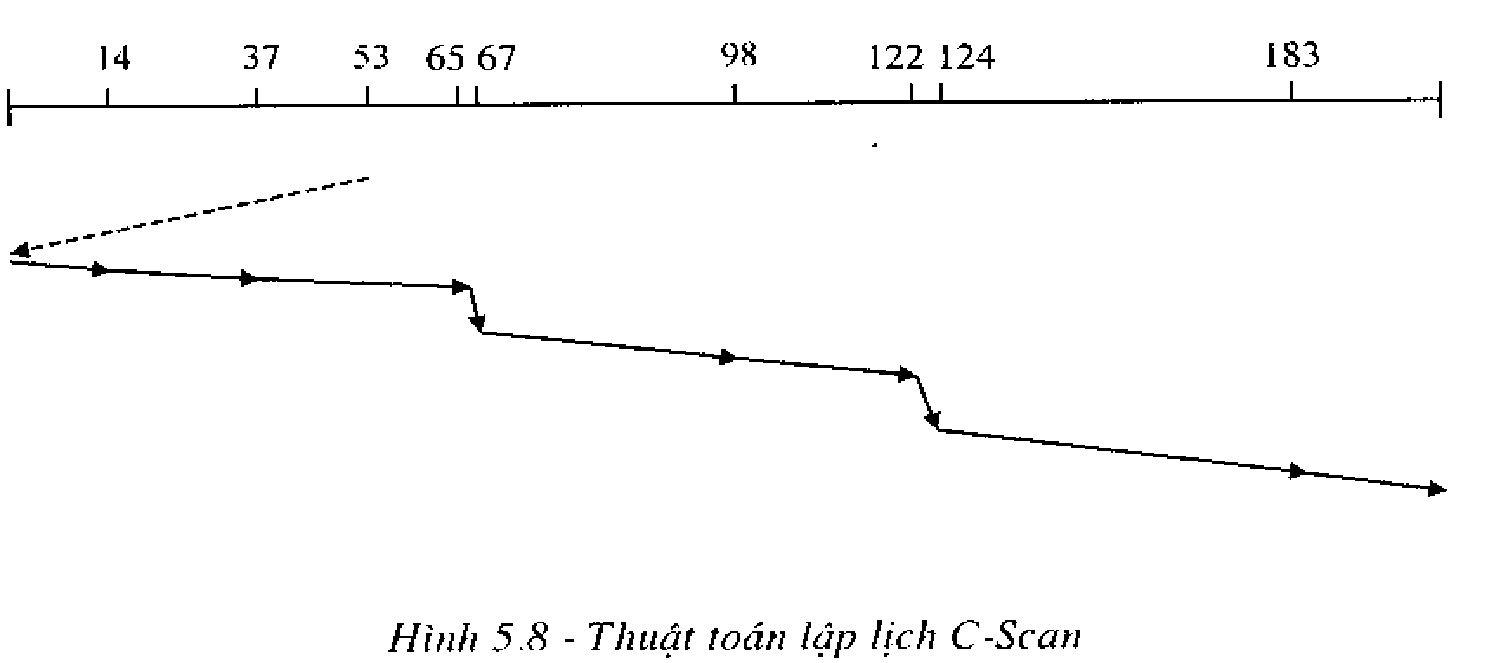 14 37 53 65 67 98 122 124 183
Hình 5.8 - Thuật toán lập lịch C-Scan